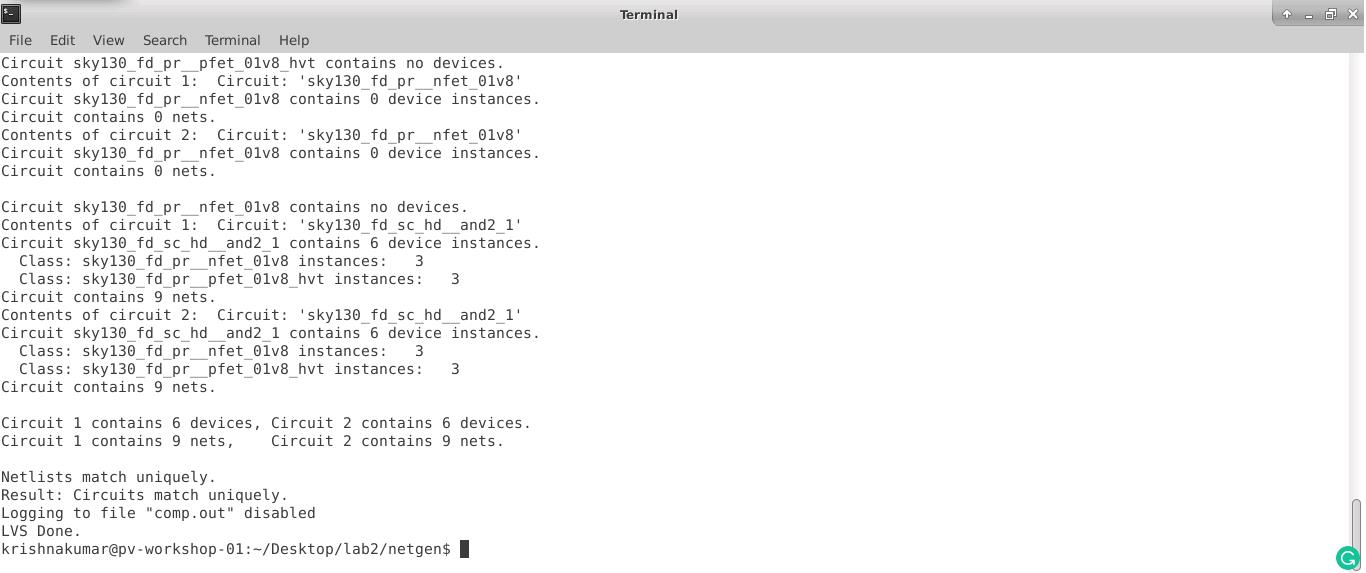 Terminal
File Edit View Search Terminal Help
Circuit sky130_fd_pr__pfet_01v8_hvt contains no devices.
Contents of circuit 1:  Circuit: 'sky130_fd_pr__nfet_01v8'
Circuit sky130_fd_pr__nfet_01v8 contains 0 device instances.
Circuit contains 0 nets.
Contents of circuit 2:  Circuit: 'sky130_fd_pr__nfet_01v8'
Circuit sky130_fd_pr__nfet_01v8 contains 0 device instances.
Circuit contains 0 nets.

Circuit sky130_fd_pr__nfet_01v8 contains no devices.
Contents of circuit 1:  Circuit: 'sky130_fd_sc_hd__and2_1'
Circuit sky130_fd_sc_hd__and2_1 contains 6 device instances.
  Class: sky130_fd_pr__nfet_01v8 instances:   3
  Class: sky130_fd_pr__pfet_01v8_hvt instances:   3
Circuit contains 9 nets.
Contents of circuit 2:  Circuit: 'sky130_fd_sc_hd__and2_1'
Circuit sky130_fd_sc_hd__and2_1 contains 6 device instances.
  Class: sky130_fd_pr__nfet_01v8 instances:   3
  Class: sky130_fd_pr__pfet_01v8_hvt instances:   3
Circuit contains 9 nets.

Circuit 1 contains 6 devices, Circuit 2 contains 6 devices.
Circuit 1 contains 9 nets,    Circuit 2 contains 9 nets.

Netlists match uniquely.
Result: Circuits match uniquely.
Logging to file "comp.out" disabled
LVS Done.
krishnakumar@pv-workshop-01:~/Desktop/lab2/netgen$